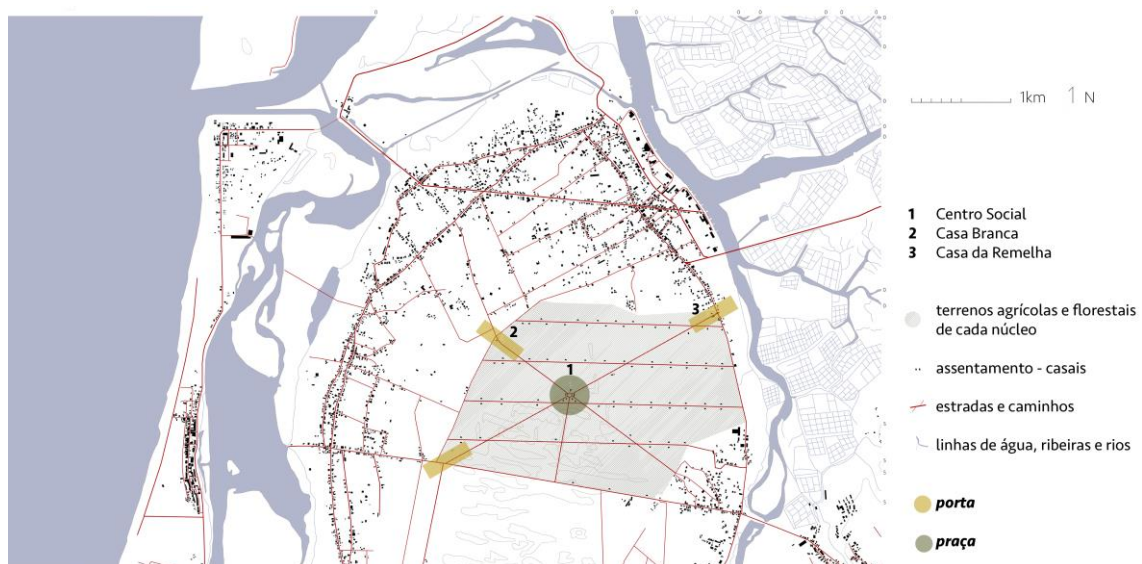 1km 1 N
1 Centro Social
2 Casa Branca
3 Casa da Remelha
terrenos agrícolas e florestais
de cada núcleo
assentamento - casais
estradas e caminhos
linhas de água, ribeiras e rios
porta
praça
3
2
1